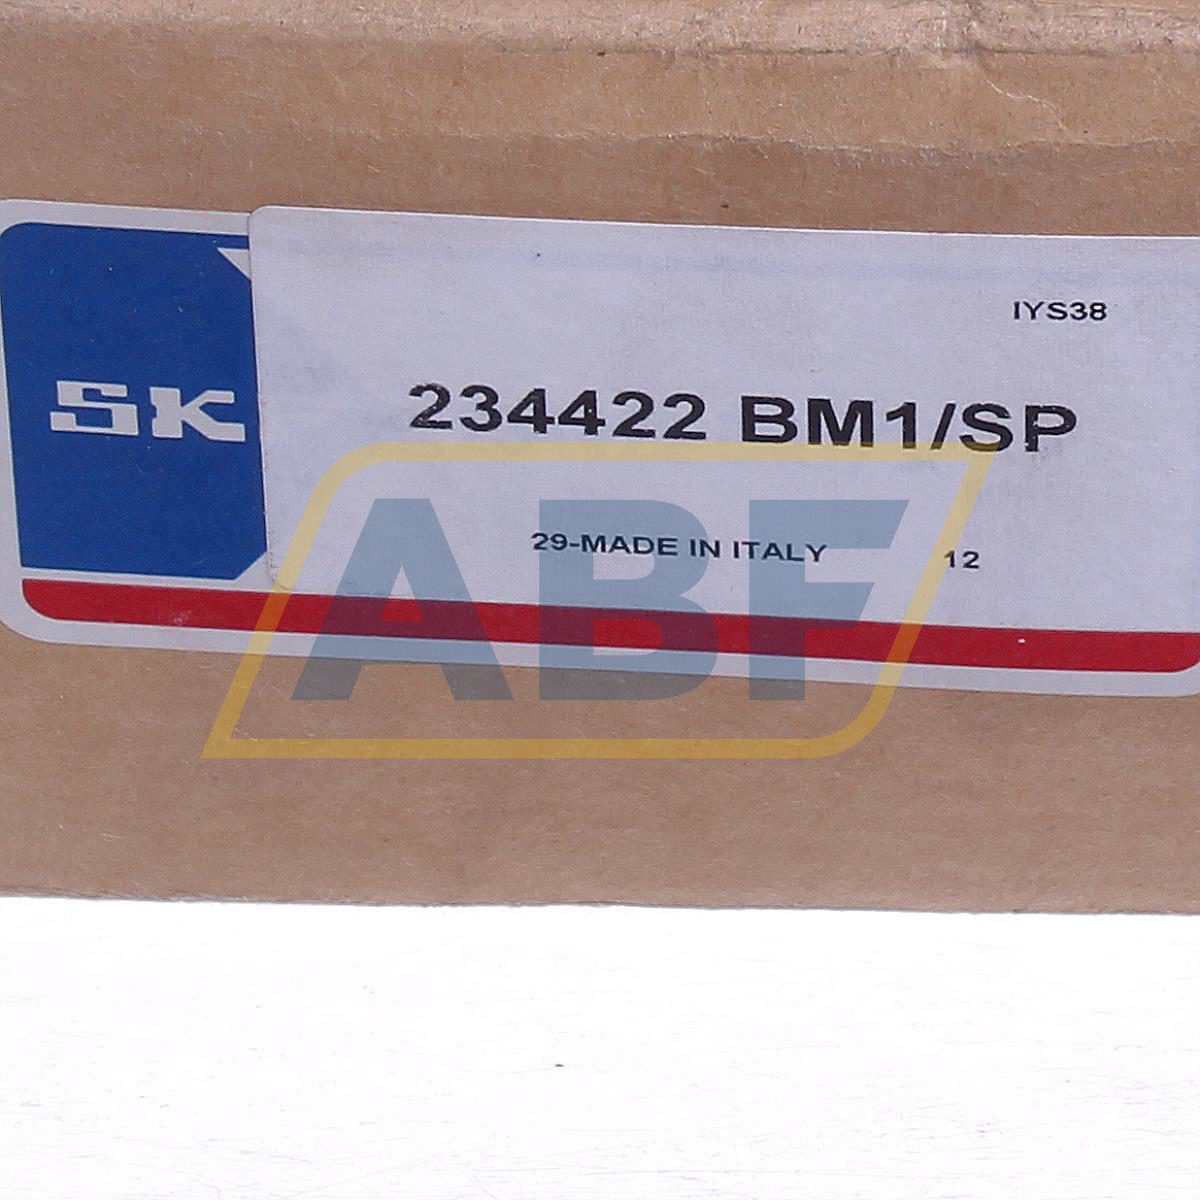 IYS38
SK
234422 BM1/SP
29-MADE IN ITALY 12
ABF